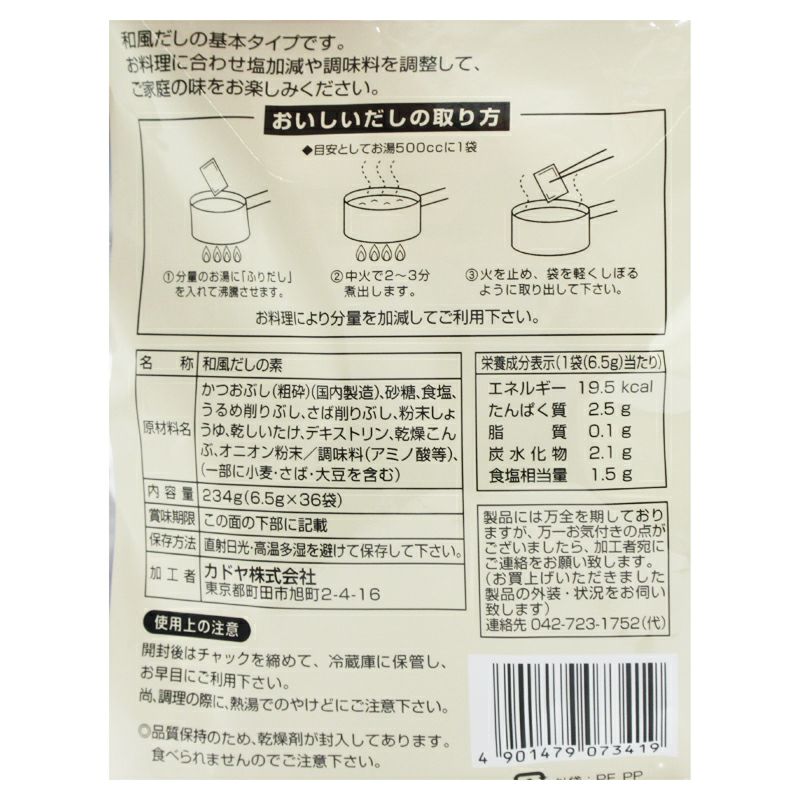 和風だしの基本タイプです。
お料理に合わせ塩加減や調味料を調整して、
ご家庭の味をお楽しみください。
おいしいだしの取り方
◆目安としてお湯500ccに1袋
①分量のお湯に「ふりだし」
を入れて沸騰させます。
②中火で2〜3分
煮出します。
③火を止め、袋を軽くしぼる
ように取り出して下さい。
お料理により分量を加減してご利用下さい。
名 称 和風だしの素
原材料名 かつおぶし(粗砕)(国内製造)、砂糖、食塩、
うるめ削りぶし、さば削りぶし、粉末しょ
うゆ、乾しいたけ、デキストリン、乾燥こん
ぶ、オニオン粉末／調味料(アミノ酸等)、
(一部に小麦・さば・大豆を含む)
内容量 234g(6.5g×36袋)
賞味期限 この面の下部に記載
保存方法 直射日光・高温多湿を避けて保存して下さい。
加工者 カドヤ株式会社
東京都町田市旭町2-4-16
栄養成分表示(1袋(6.5g)当たり)
エネルギー 19.5 kcal
たんぱく質 2.5 g
脂 質 0.1 g
炭水化物 2.1 g
食塩相当量 1.5 g
製品には万全を期しており
ますが、万一お気付きの点が
ございましたら、加工者宛に
ご連絡をお願い致します。
(お買上げいただきました
製品の外装・状況をお伺い
致します)
連絡先 042-723-1752(代)
使用上の注意
開封後はチャックを締めて、冷蔵庫に保管し、
お早目にご利用下さい。
尚、調理の際に、熱湯でのやけどにご注意下さい。
◎品質保持のため、乾燥剤が封入してあります。
食べられませんのでご注意下さい。
4 901479 073419